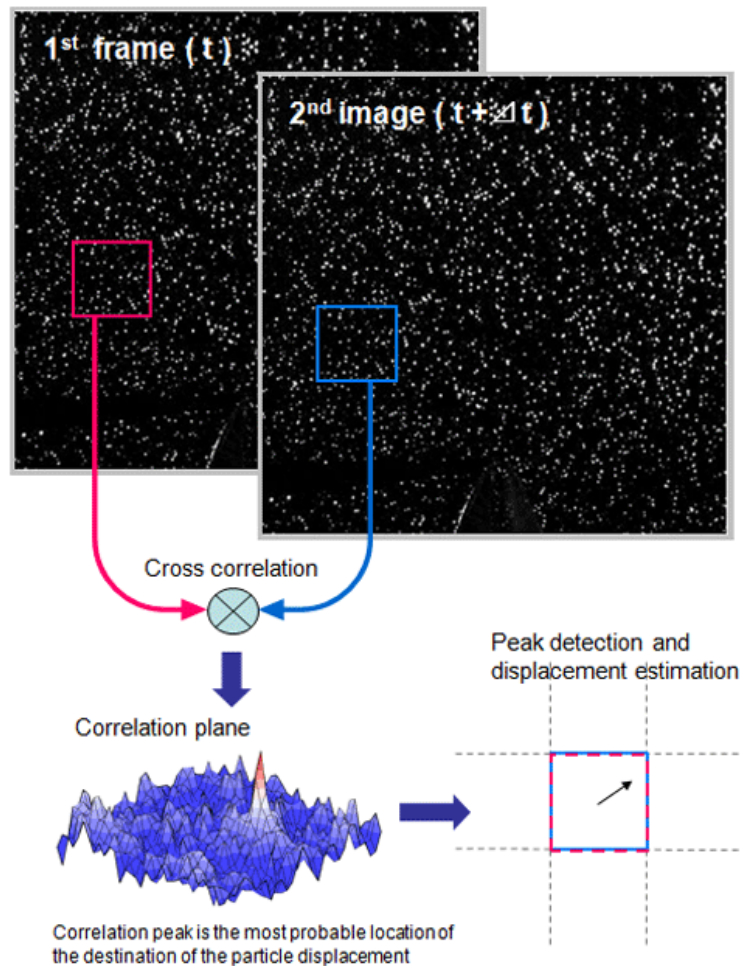 1st frame ( t )
2nd image ( t + ⊿ t )
Cross correlation
Peak detection and
displacement estimation
Correlation plane
Correlation peak is the most probable location of
the destination of the particle displacement